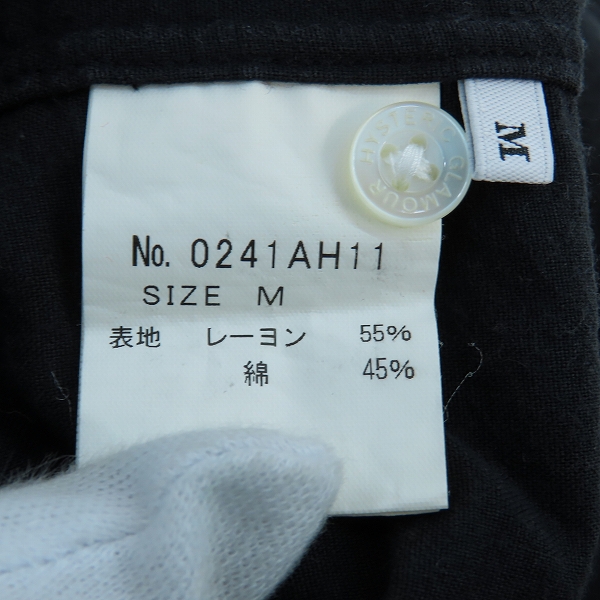 HYSTERIC GLAMOUR
M
No. 0241AH11
SIZE M
表地 レーヨン 55%
綿 45%